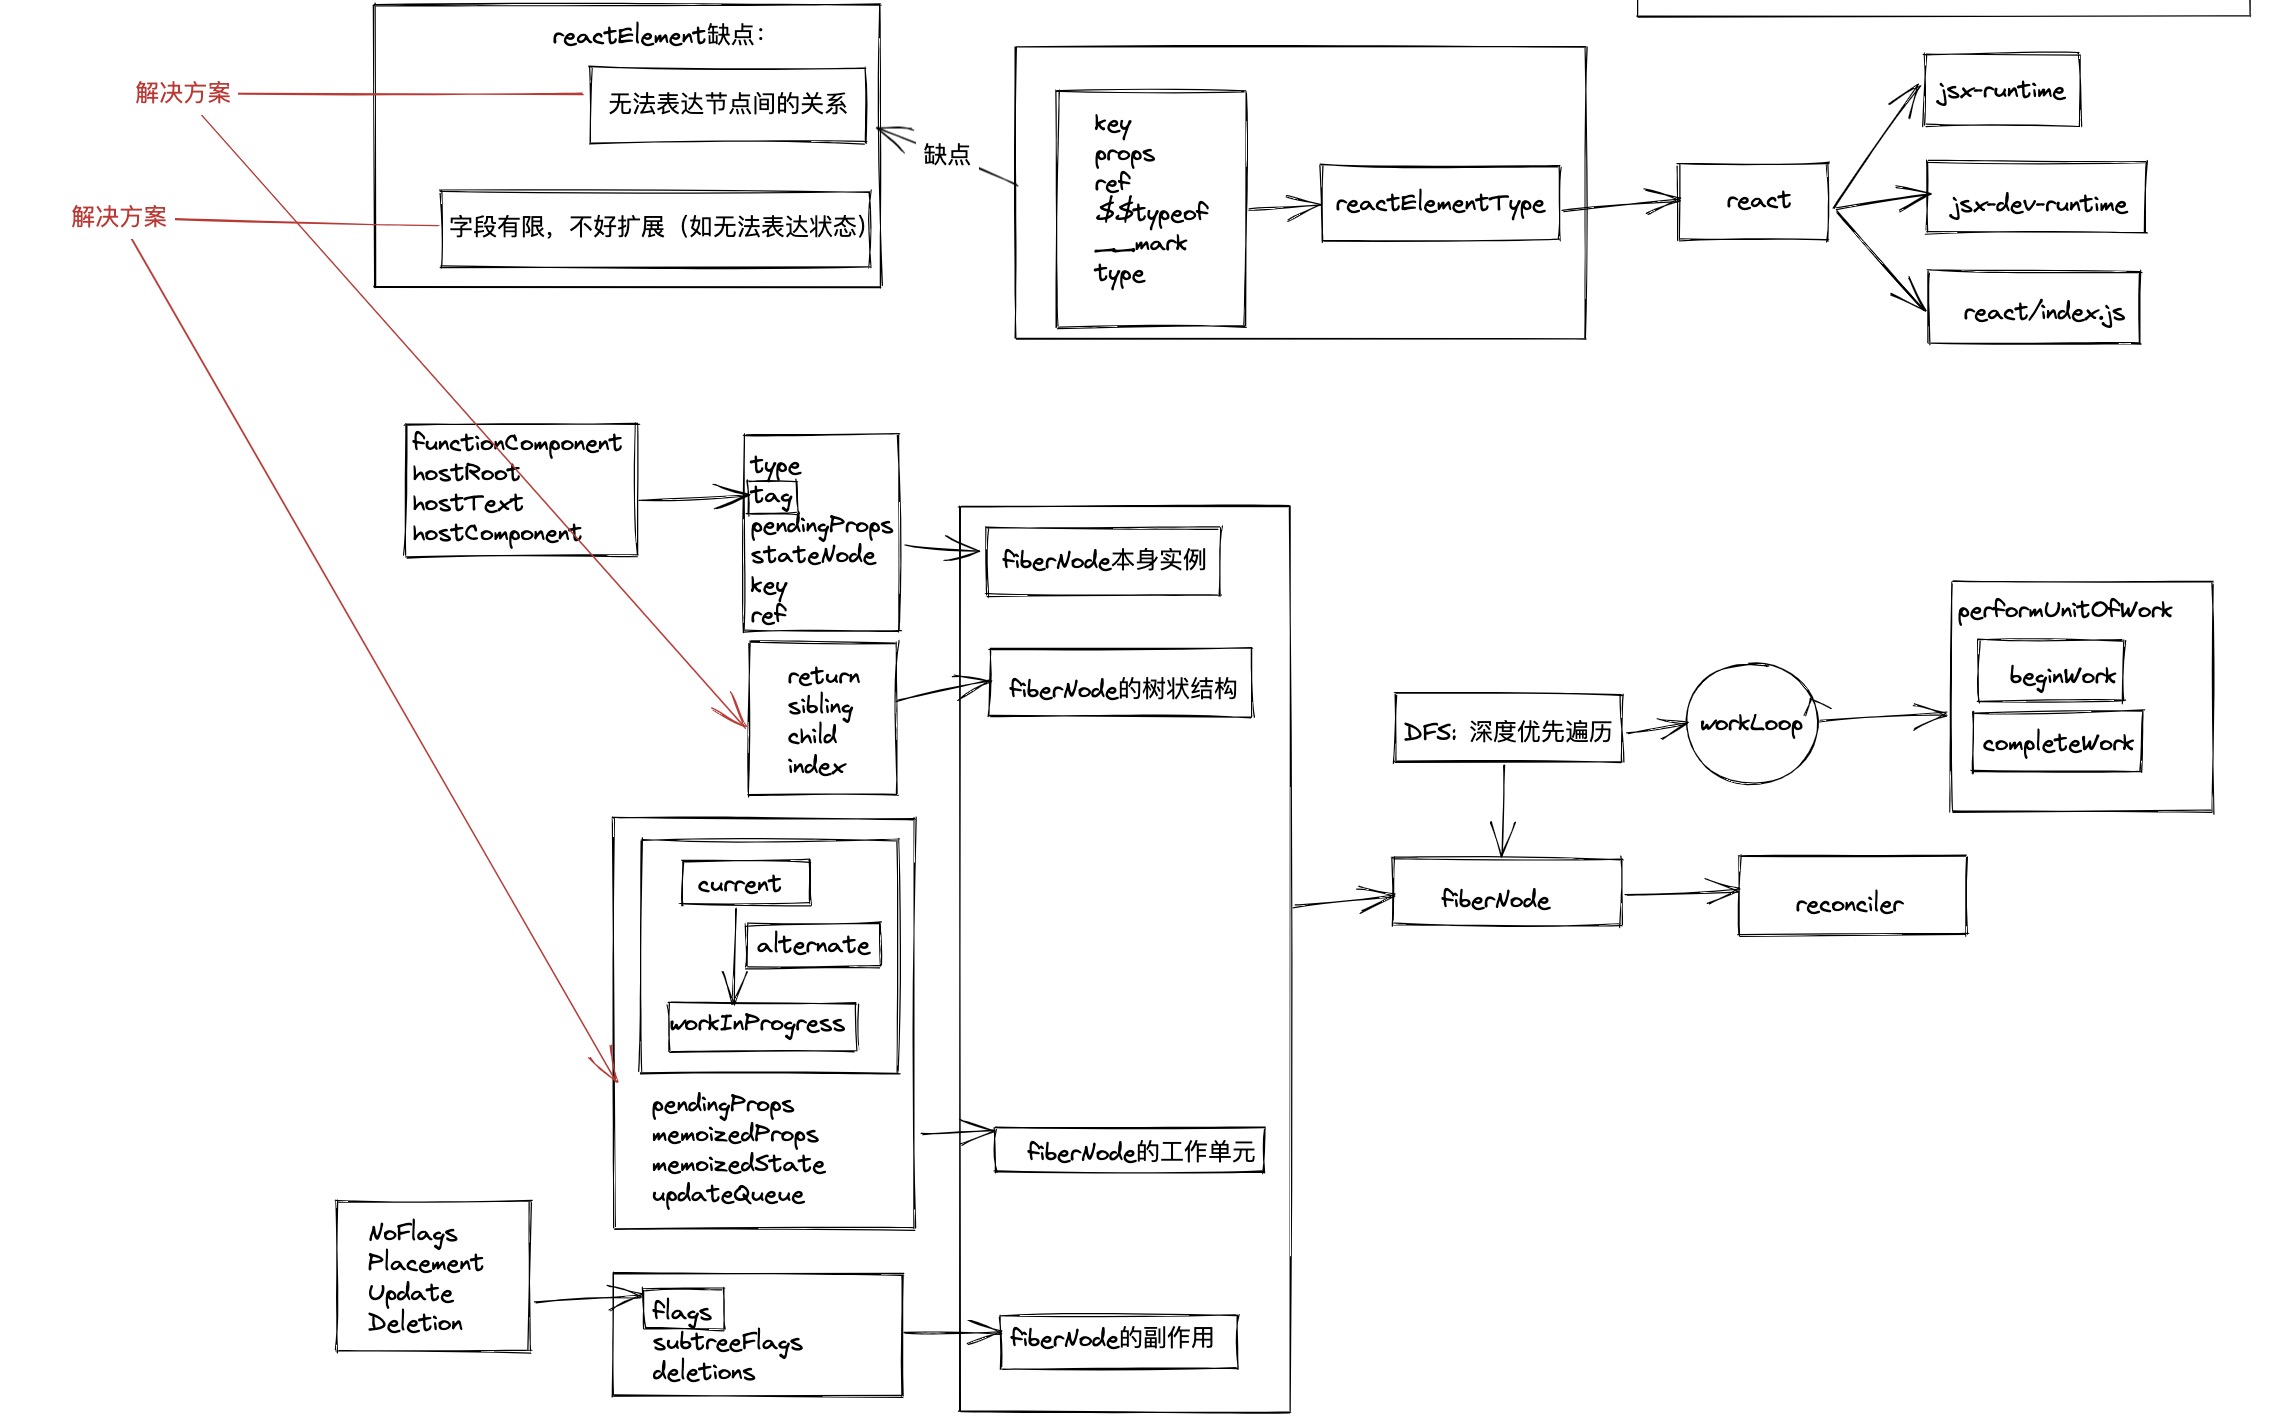 reactElement缺点：
解决方案
无法表达节点间的关系
解决方案
字段有限，不好扩展（如无法表达状态）
缺点
key
props
ref
$$typeof
__mark
type
reactElementType
react
jsx-runtime
jsx-dev-runtime
react/index.js
functionComponent
hostRoot
hostText
hostComponent
type
tag
pendingProps
stateNode
key
ref
fiberNode本身实例
return
sibling
child
index
fiberNode的树状结构
DFS：深度优先遍历
workLoop
performUnitOfWork
beginWork
completeWork
current
alternate
workInProgress
pendingProps
memoizedProps
memoizedState
updateQueue
fiberNode的工作单元
fiberNode
reconciler
NoFlags
Placement
Update
Deletion
flags
subtreeFlags
deletions
fiberNode的副作用